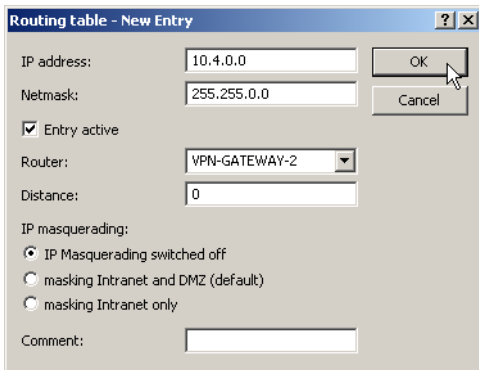 Routing table - New Entry
IP address: 10.4.0.0 OK
Netmask: 255.255.0.0 Cancel
Entry active
Router: VPN-GATEWAY-2
Distance: 0
IP masquerading:
IP Masquerading switched off
masking Intranet and DMZ (default)
masking Intranet only
Comment: